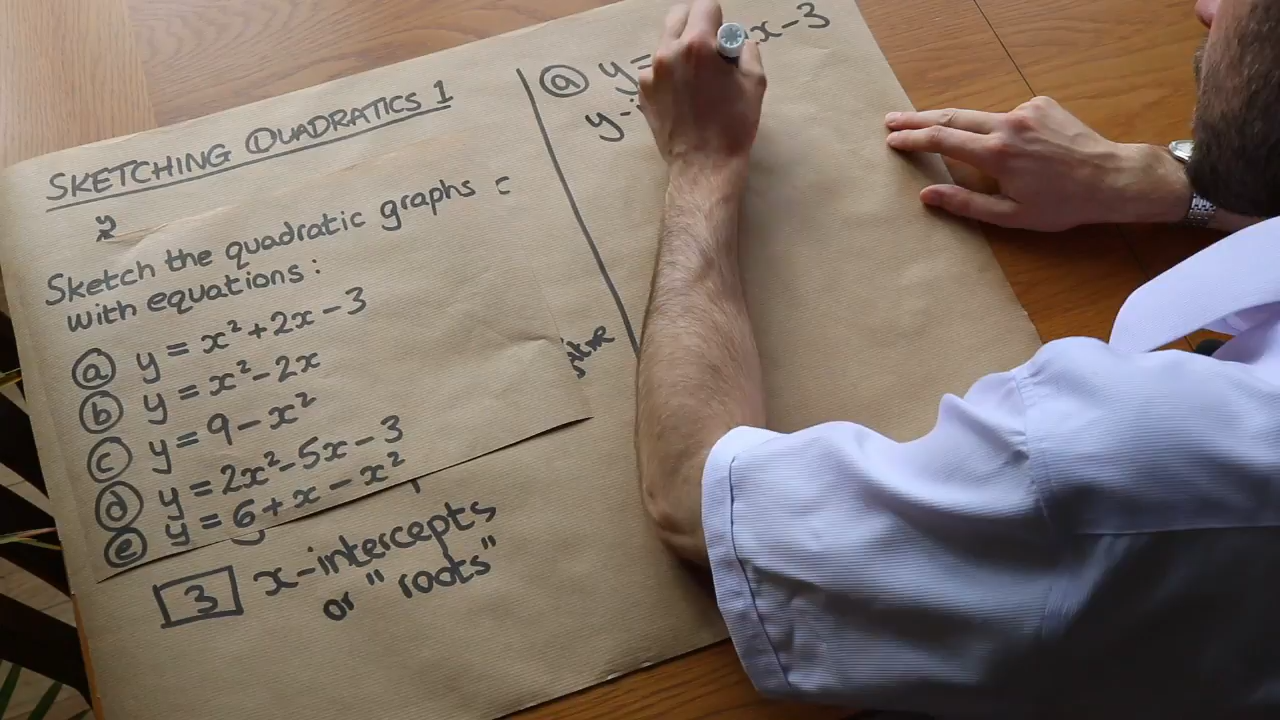 SKETCHING QUADRATICS 1
y
Sketch the quadratic graphs
with equations:
(a) y = x² + 2x - 3
(b) y = x² - 2x
(c) y = 9 - x²
(d) y = 2x² - 5x - 3
(e) y = 6 + x - x²
3 x-intercepts
or "roots"
(a) y = x - 3
y-